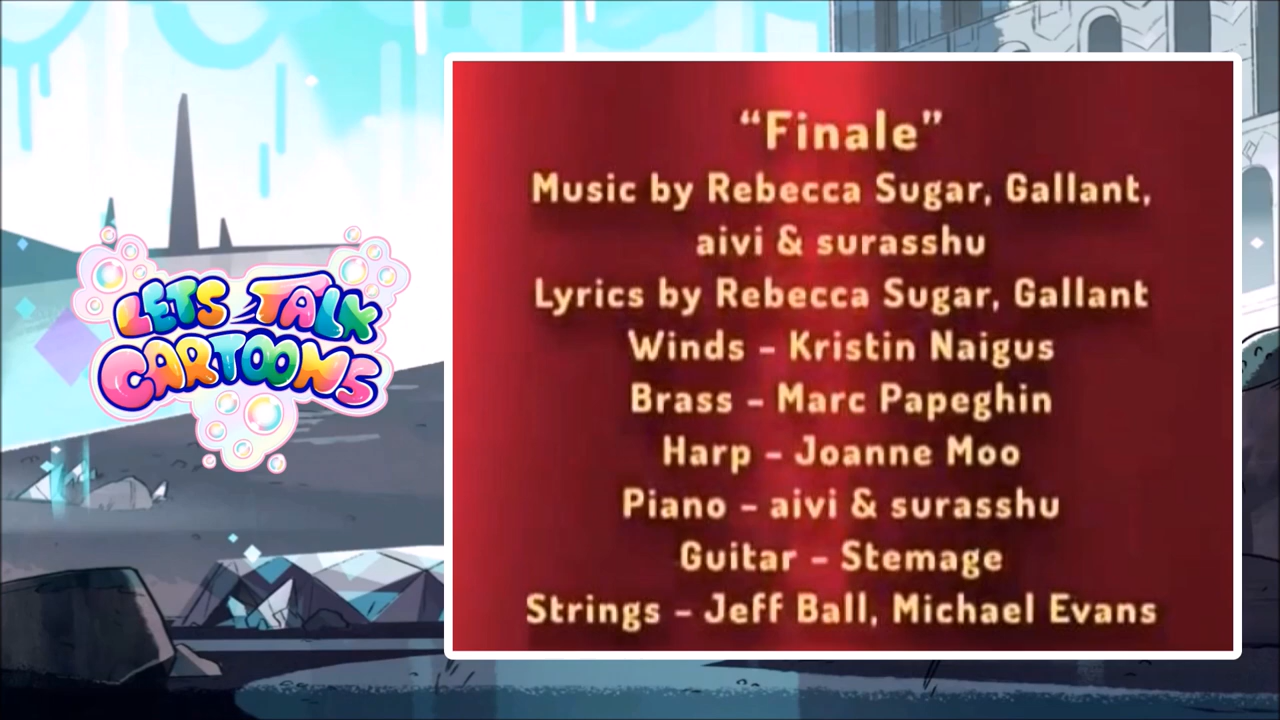 LETS TALK
CARTOONS
“Finale”
Music by Rebecca Sugar, Gallant,
aivi & surasshu
Lyrics by Rebecca Sugar, Gallant
Winds – Kristin Naigus
Brass – Marc Papeghin
Harp – Joanne Moo
Piano – aivi & surasshu
Guitar – Stemage
Strings – Jeff Ball, Michael Evans